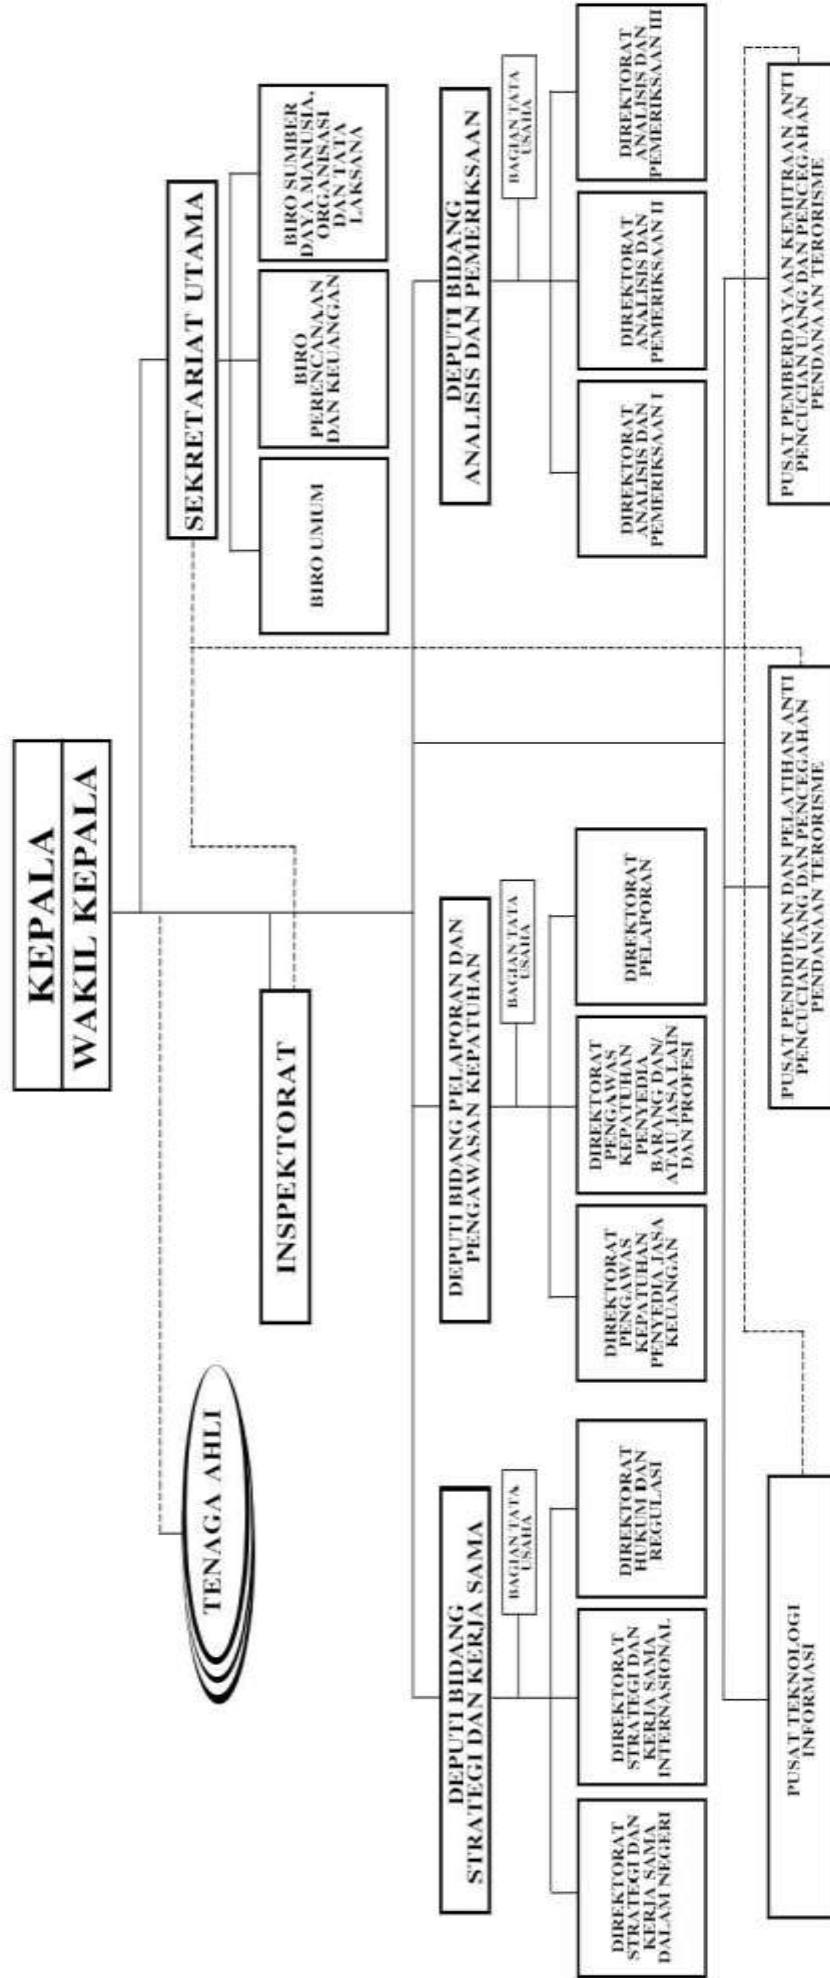 KEPALA
WAKIL KEPALA
TENAGA AHLI
INSPEKTORAT
SEKRETARIAT UTAMA
BIRO UMUM
BIRO
PERENCANAAN
DAN KEUANGAN
BIRO SUMBER
DAYA MANUSIA,
ORGANISASI
DAN TATA
LAKSANA
DEPUTI BIDANG
STRATEGI DAN KERJA SAMA
BAGIAN TATA
USAHA
DIREKTORAT
STRATEGI DAN
KERJA SAMA
DALAM NEGERI
DIREKTORAT
STRATEGI DAN
KERJA SAMA
INTERNASIONAL
DIREKTORAT
HUKUM DAN
REGULASI
DEPUTI BIDANG PELAPORAN DAN
PENGAWASAN KEPATUHAN
BAGIAN TATA
USAHA
DIREKTORAT
PENGAWAS
KEPATUHAN
PENYEDIA JASA
KEUANGAN
DIREKTORAT
PENGAWAS
KEPATUHAN
PENYEDIA
BARANG DAN/
ATAU JASA LAIN
DAN PROFESI
DIREKTORAT
PELAPORAN
DEPUTI BIDANG
ANALISIS DAN PEMERIKSAAN
BAGIAN TATA
USAHA
DIREKTORAT
ANALISIS DAN
PEMERIKSAAN I
DIREKTORAT
ANALISIS DAN
PEMERIKSAAN II
DIREKTORAT
ANALISIS DAN
PEMERIKSAAN III
PUSAT TEKNOLOGI
INFORMASI
PUSAT PENDIDIKAN DAN PELATIHAN ANTI
PENCUCIAN UANG DAN PENCEGAHAN
PENDANAAN TERORISME
PUSAT PEMBERDAYAAN KEMITRAAN ANTI
PENCUCIAN UANG DAN PENCEGAHAN
PENDANAAN TERORISME